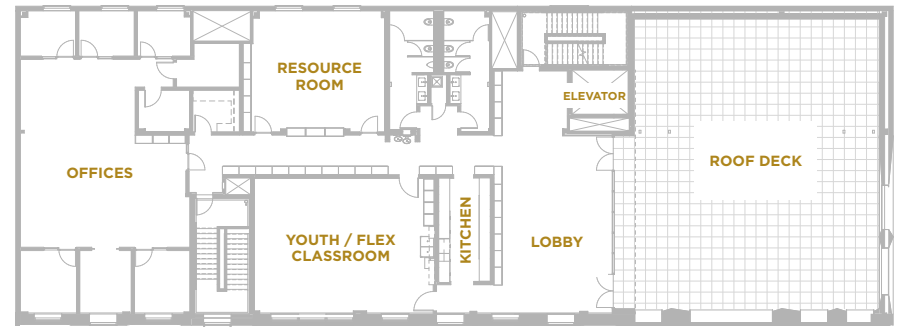 RESOURCE
ROOM
ELEVATOR
ROOF DECK
OFFICES
YOUTH / FLEX
CLASSROOM
KITCHEN
LOBBY